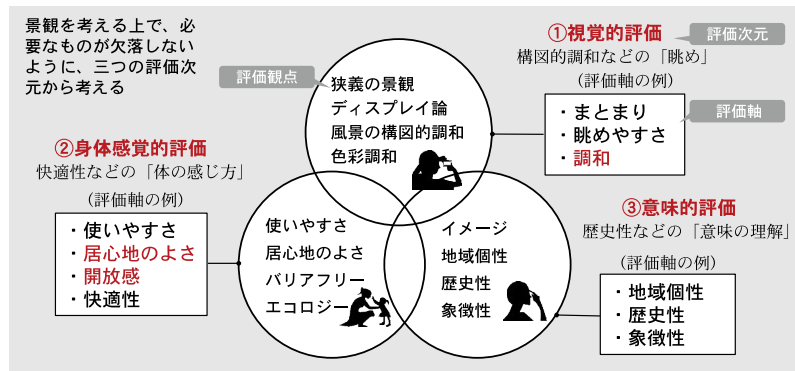 景観を考える上で、必
要なものが欠落しない
ように、三つの評価次
元から考える
①視覚的評価
評価次元
構図的調和などの「眺め」
(評価軸の例)
・まとまり
・眺めやすさ
・調和
評価軸
評価観点
狭義の景観
ディスプレイ論
風景の構図的調和
色彩調和
②身体感覚的評価
快適性などの「体の感じ方」
(評価軸の例)
・使いやすさ
・居心地のよさ
・開放感
・快適性
使いやすさ
居心地のよさ
バリアフリー
エコロジー
イメージ
地域個性
歴史性
象徴性
③意味的評価
歴史性などの「意味の理解」
(評価軸の例)
・地域個性
・歴史性
・象徴性